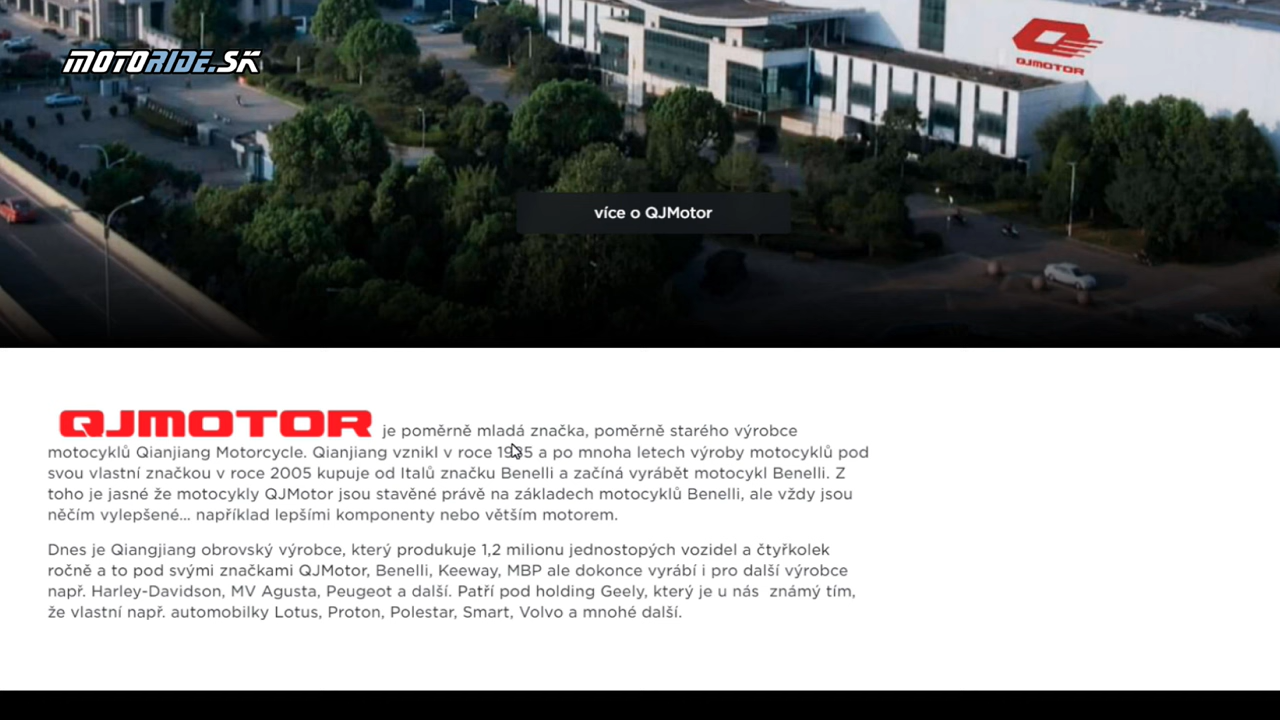 MOTORIDE.SK
QJMOTOR
více o QJMotor
QJMOTOR je poměrně mladá značka, poměrně starého výrobce
motocyklů Qianjiang Motorcycle. Qianjiang vznikl v roce a po mnoha letech výroby motocyklů pod
svou vlastní značkou v roce 2005 kupuje od Italů značku Benelli a začíná vyrábět motocykl Benelli. Z
toho je jasné že motocykly QJMotor jsou stavěné právě na základech motocyklů Benelli, ale vždy jsou
něčím vylepšené... například lepšími komponenty nebo větším motorem.
Dnes je Qiangjiang obrovský výrobce, který produkuje 1,2 milionu jednostopých vozidel a čtyřkolek
ročně a to pod svými značkami QJMotor, Benelli, Keeway, MBP ale dokonce vyrábí i pro další výrobce
např. Harley-Davidson, MV Agusta, Peugeot a další. Patří pod holding Geely, který je u nás známý tím,
že vlastní např. automobilky Lotus, Proton, Polestar, Smart, Volvo a mnohé další.